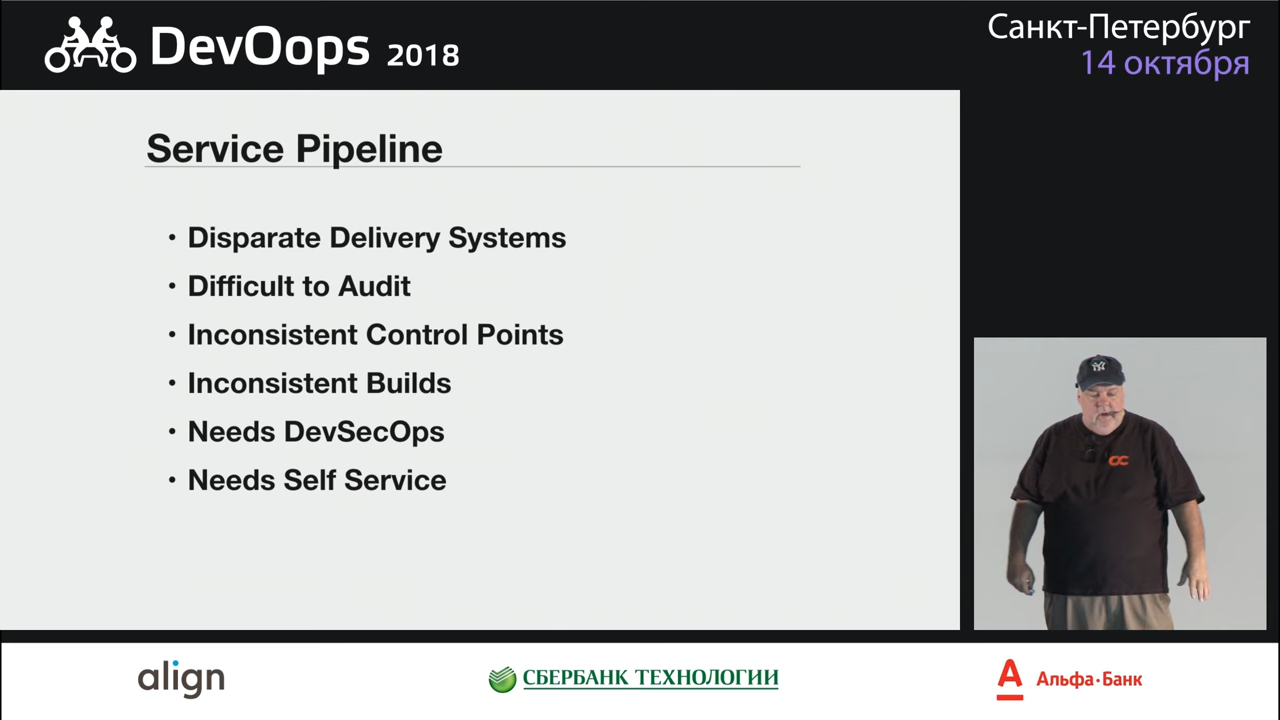 DevOops 2018
Санкт-Петербург
14 октября
Service Pipeline
• Disparate Delivery Systems
• Difficult to Audit
• Inconsistent Control Points
• Inconsistent Builds
• Needs DevSecOps
• Needs Self Service
align
СБЕРБАНК ТЕХНОЛОГИИ
Альфа·Банк